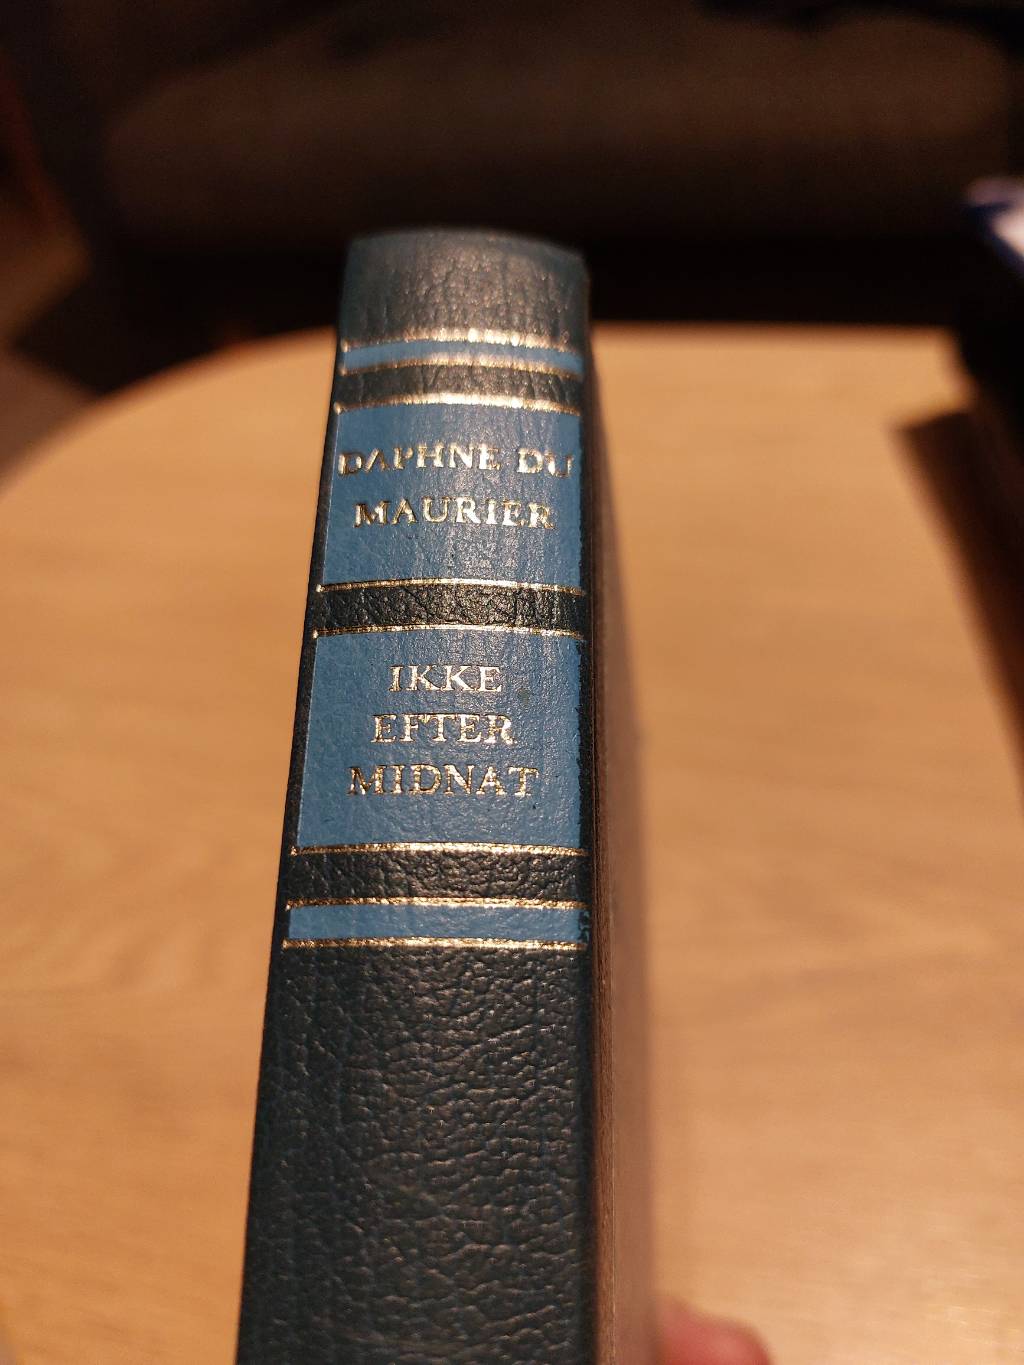 DAPHNE DU
MAURIER
IKKE
EFTER
MIDNAT